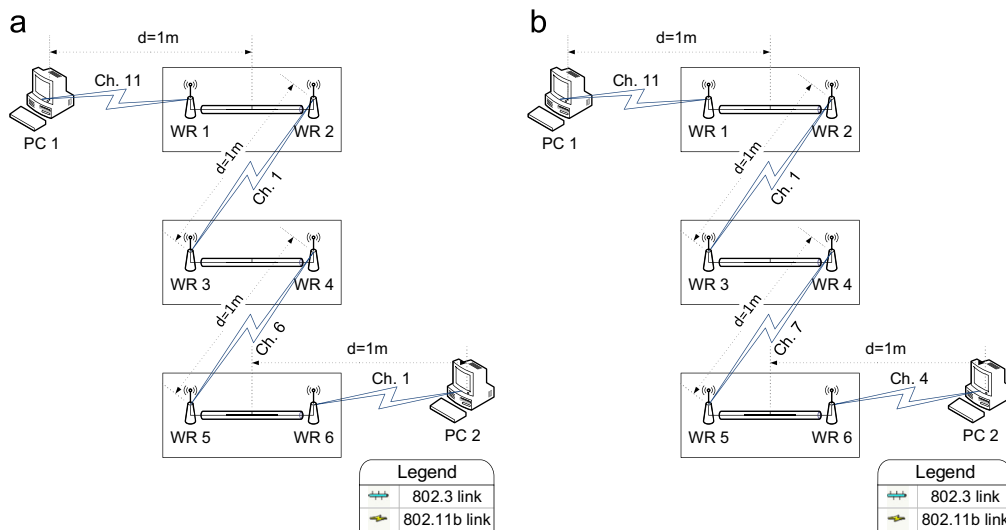 a
d=1m
Ch. 11
PC 1
WR 1
WR 2
d=1m
Ch. 1
WR 3
WR 4
d=1m
Ch. 6
d=1m
Ch. 1
WR 5
WR 6
PC 2
Legend
802.3 link
802.11b link
b
d=1m
Ch. 11
PC 1
WR 1
WR 2
d=1m
Ch. 1
WR 3
WR 4
d=1m
Ch. 7
d=1m
Ch. 4
WR 5
WR 6
PC 2
Legend
802.3 link
802.11b link